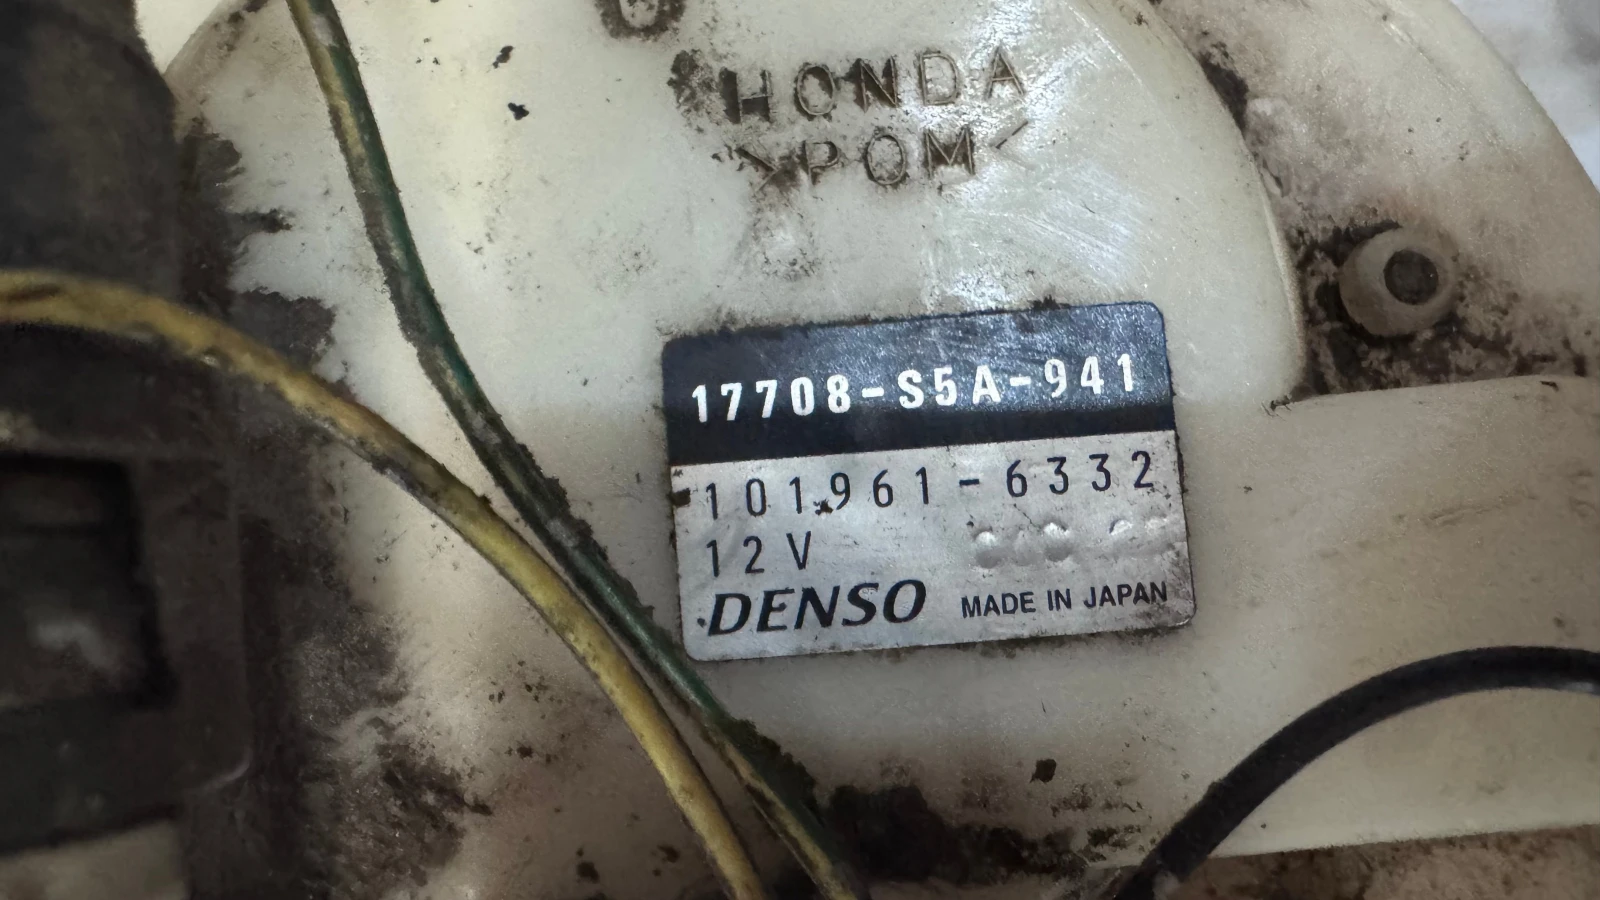 HONDA
>POM<
17708-S5A-941
101961-6332
12V
DENSO MADE IN JAPAN